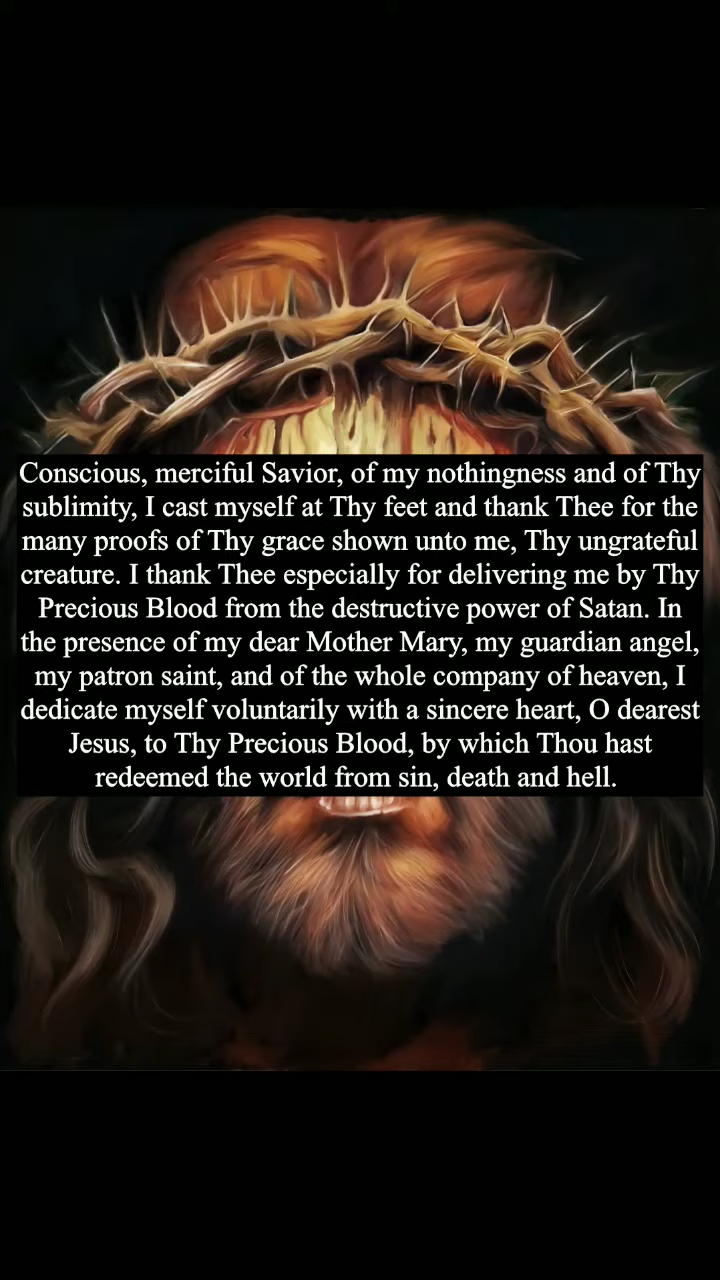 Conscious, merciful Savior, of my nothingness and of Thy
sublimity, I cast myself at Thy feet and thank Thee for the
many proofs of Thy grace shown unto me, Thy ungrateful
creature. I thank Thee especially for delivering me by Thy
Precious Blood from the destructive power of Satan. In
the presence of my dear Mother Mary, my guardian angel,
my patron saint, and of the whole company of heaven, I
dedicate myself voluntarily with a sincere heart, O dearest
Jesus, to Thy Precious Blood, by which Thou hast
redeemed the world from sin, death and hell.